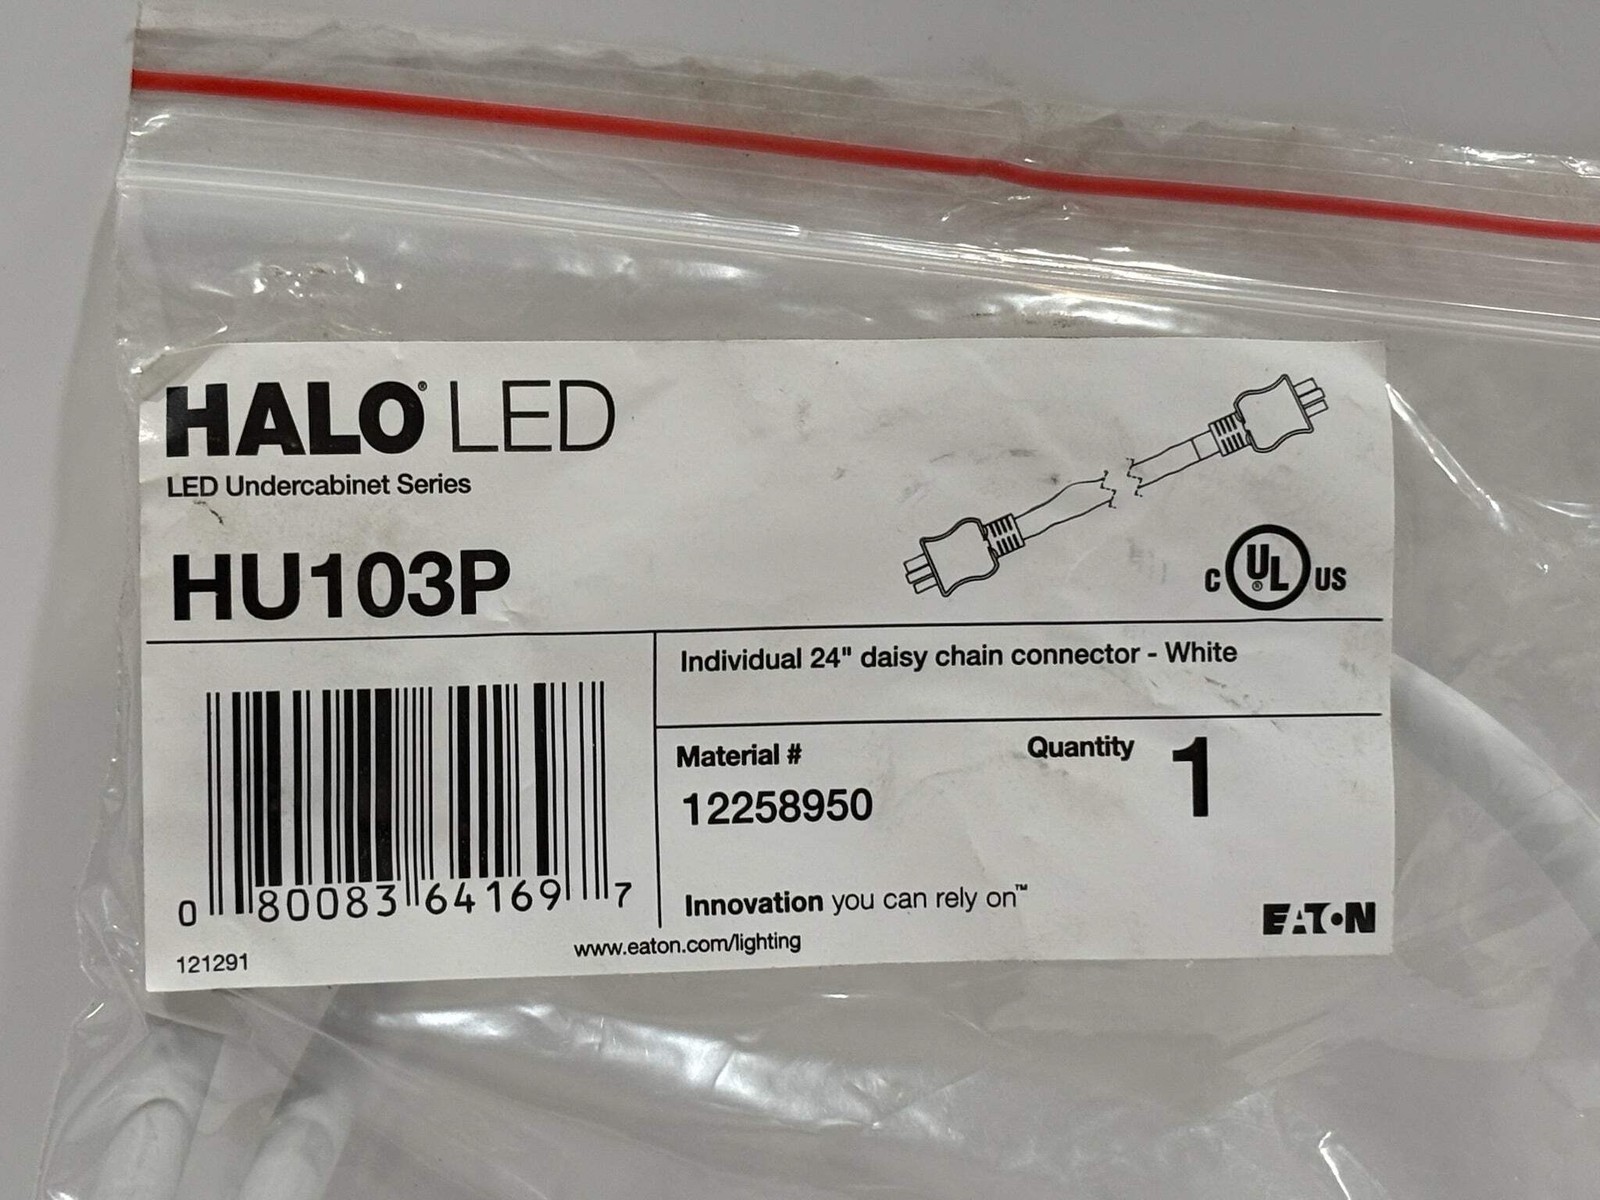 HALO® LED
LED Undercabinet Series
HU103P
C UL® US
Individual 24" daisy chain connector - White
Material #
12258950
Quantity 1
0 80083 64169 7
Innovation you can rely on™
EATON
www.eaton.com/lighting
121291